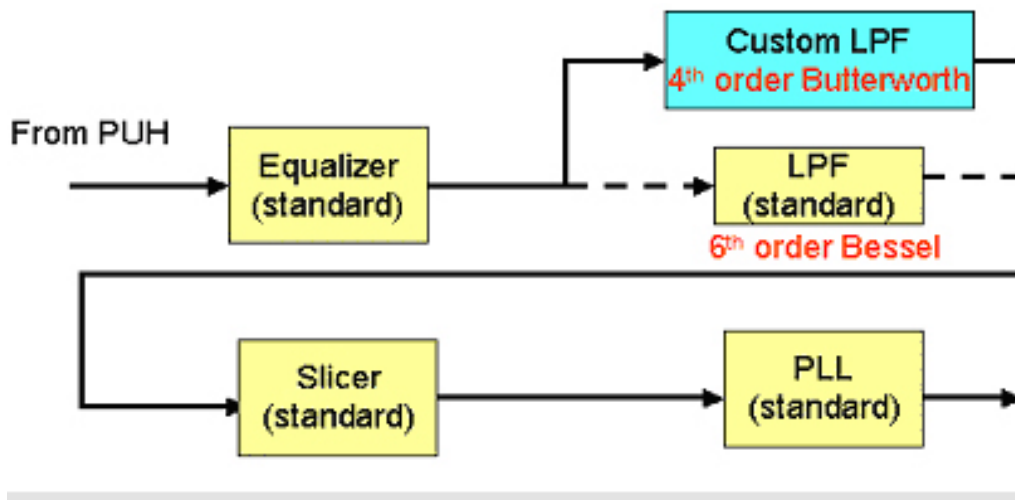 Custom LPF
4th order Butterworth
From PUH
Equalizer
(standard)
LPF
(standard)
6th order Bessel
Slicer
(standard)
PLL
(standard)